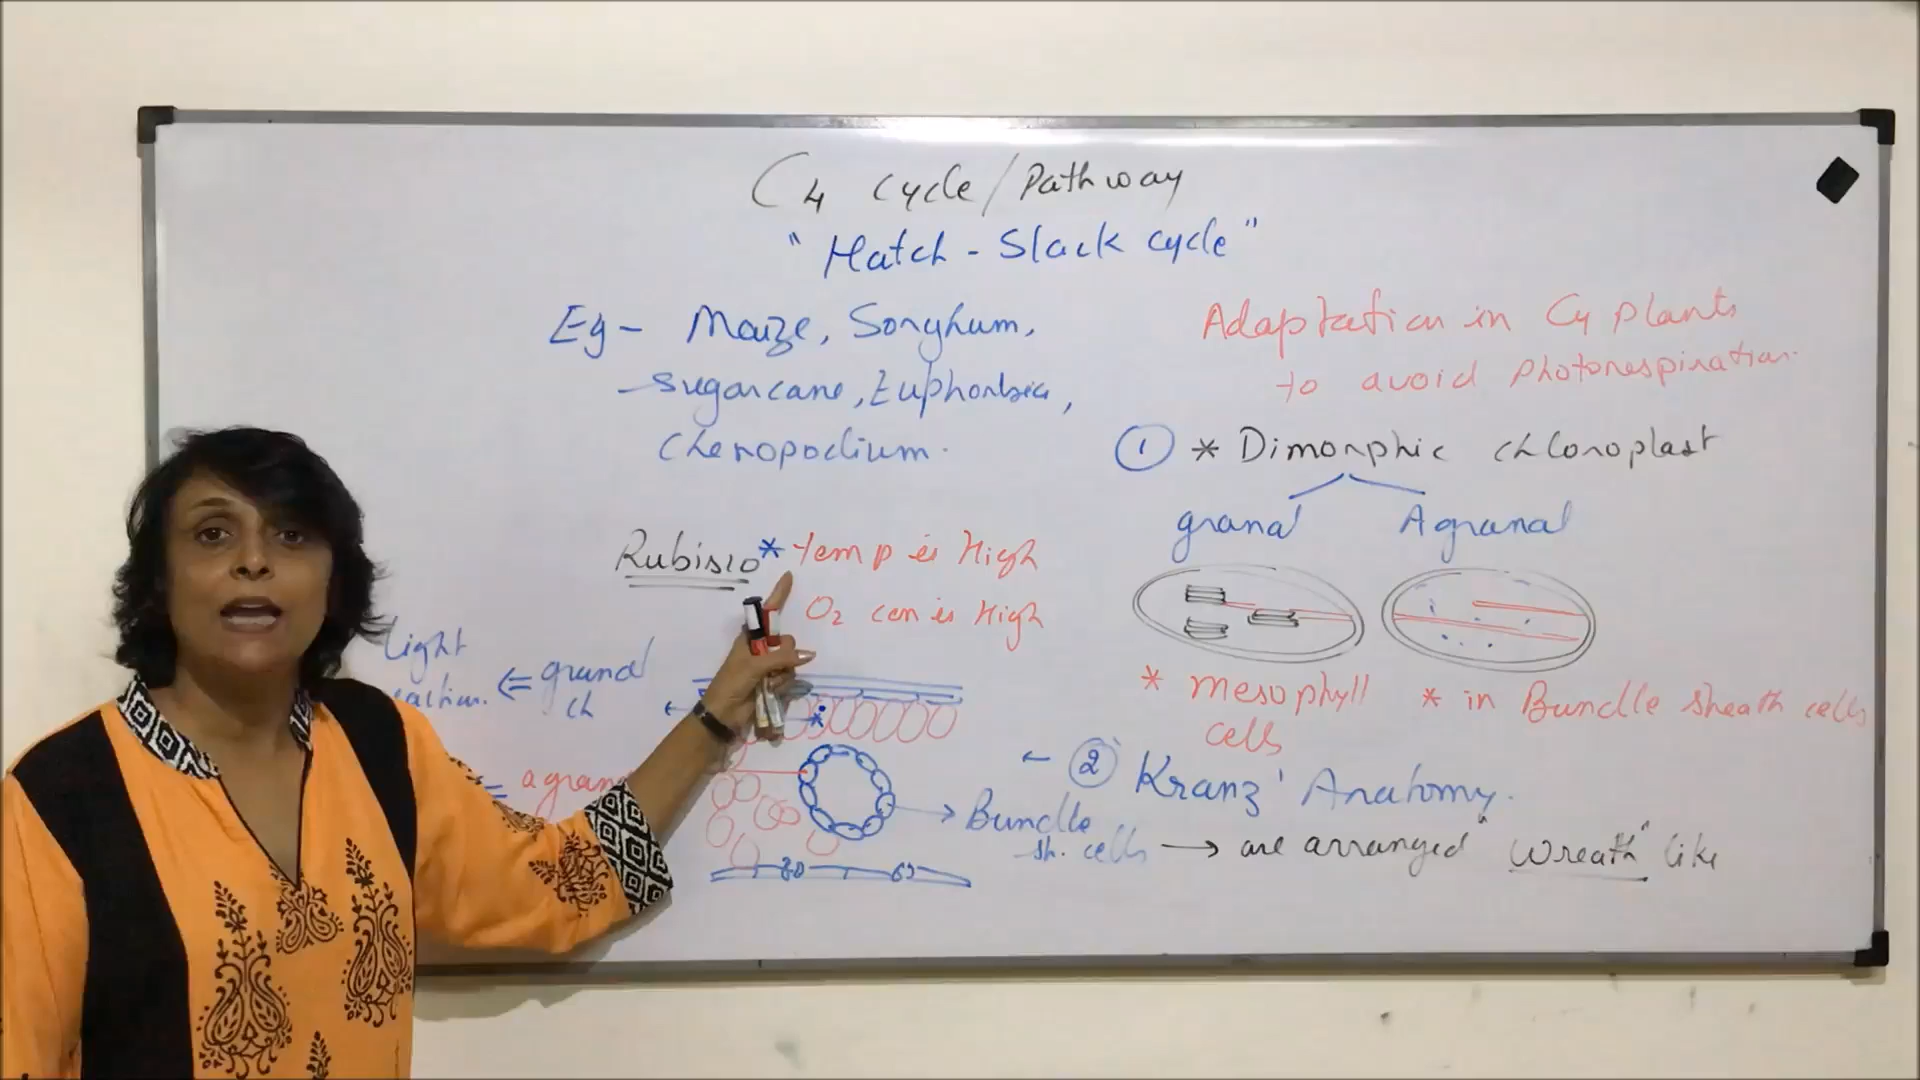 C4 cycle/Pathway
"Hatch-Slack cycle"
Eg- Maize, Sorghum,
Sugarcane, Euphorbia,
Chenopodium.
Adaptation in C4 plants
to avoid Photorespiration.
① * Dimorphic chloroplast
granal Agranal
* mesophyll
cells
* in Bundle sheath cells
Rubisco * temp is High
O2 con is High
light
⇐ granal
ch
agran
Bundle
sh. cells → are arranged "wreath" like
← ② Kranz' Anatomy.